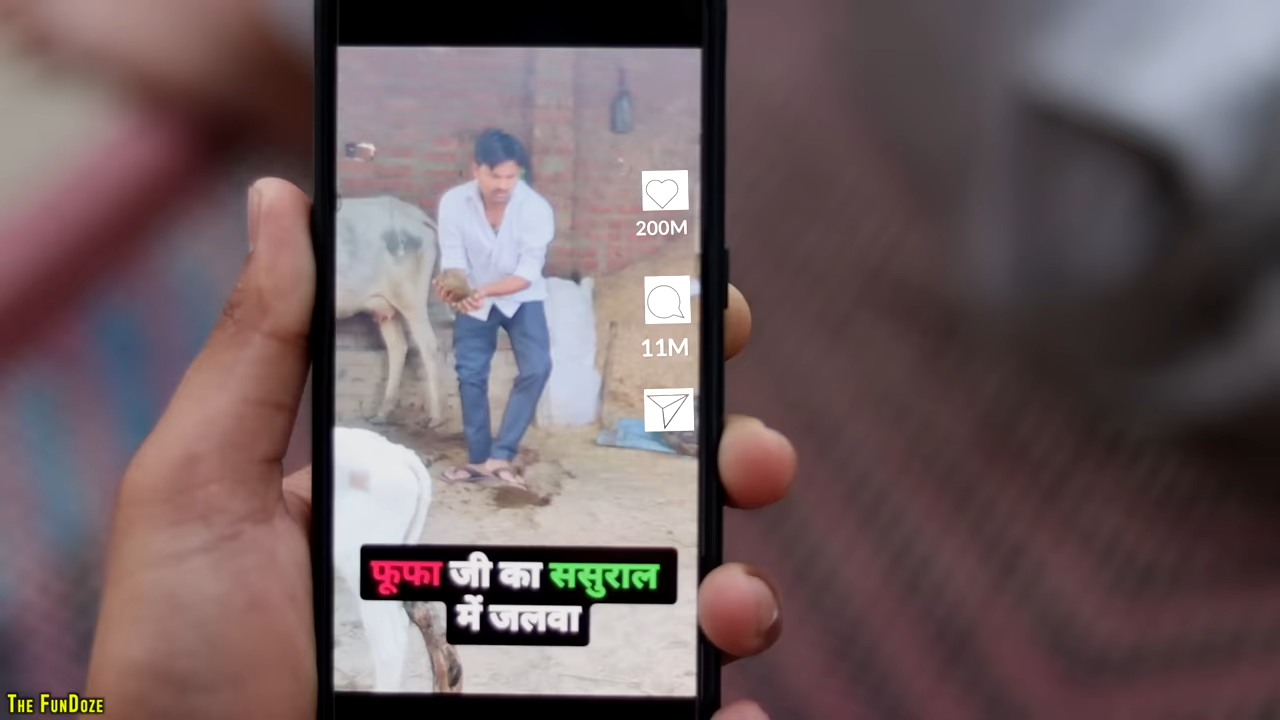 200M
11M
फूफा जी का ससुराल
में जलवा
The FunDoze